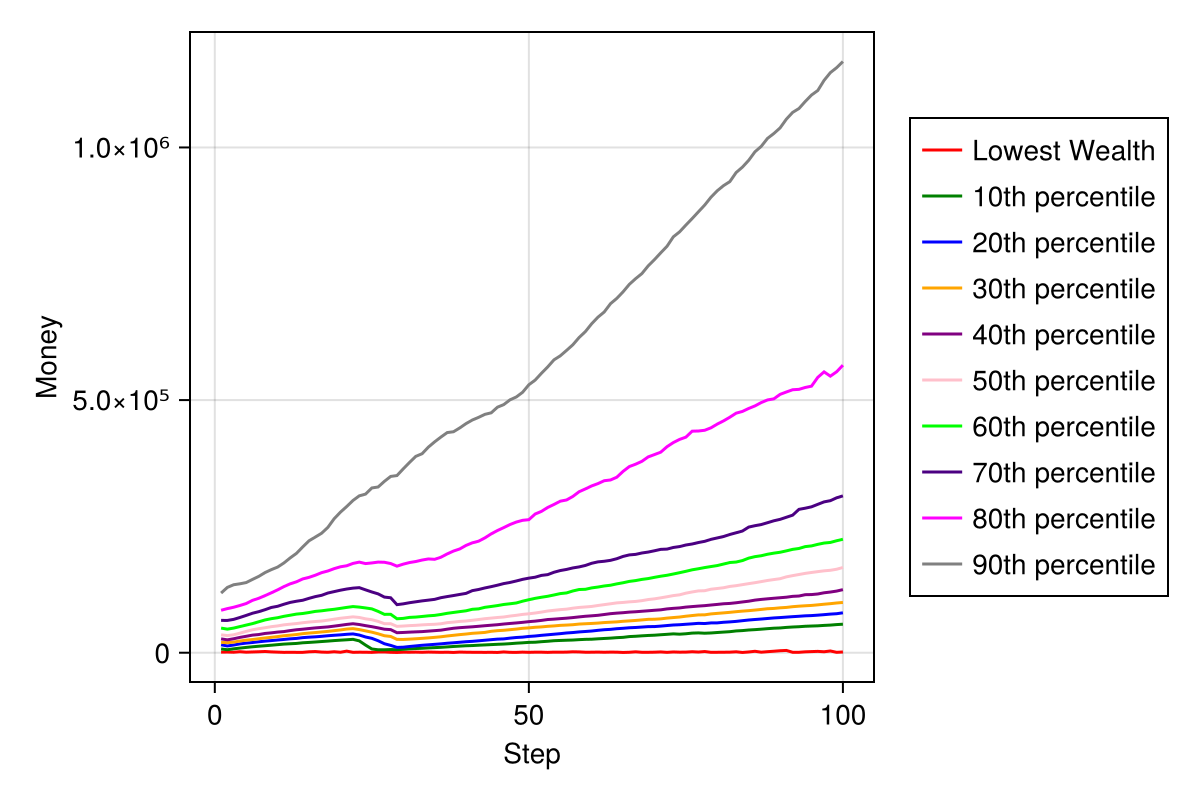 Money
1.0×10⁶
5.0×10⁵
0
0
50
100
Step
Lowest Wealth
10th percentile
20th percentile
30th percentile
40th percentile
50th percentile
60th percentile
70th percentile
80th percentile
90th percentile